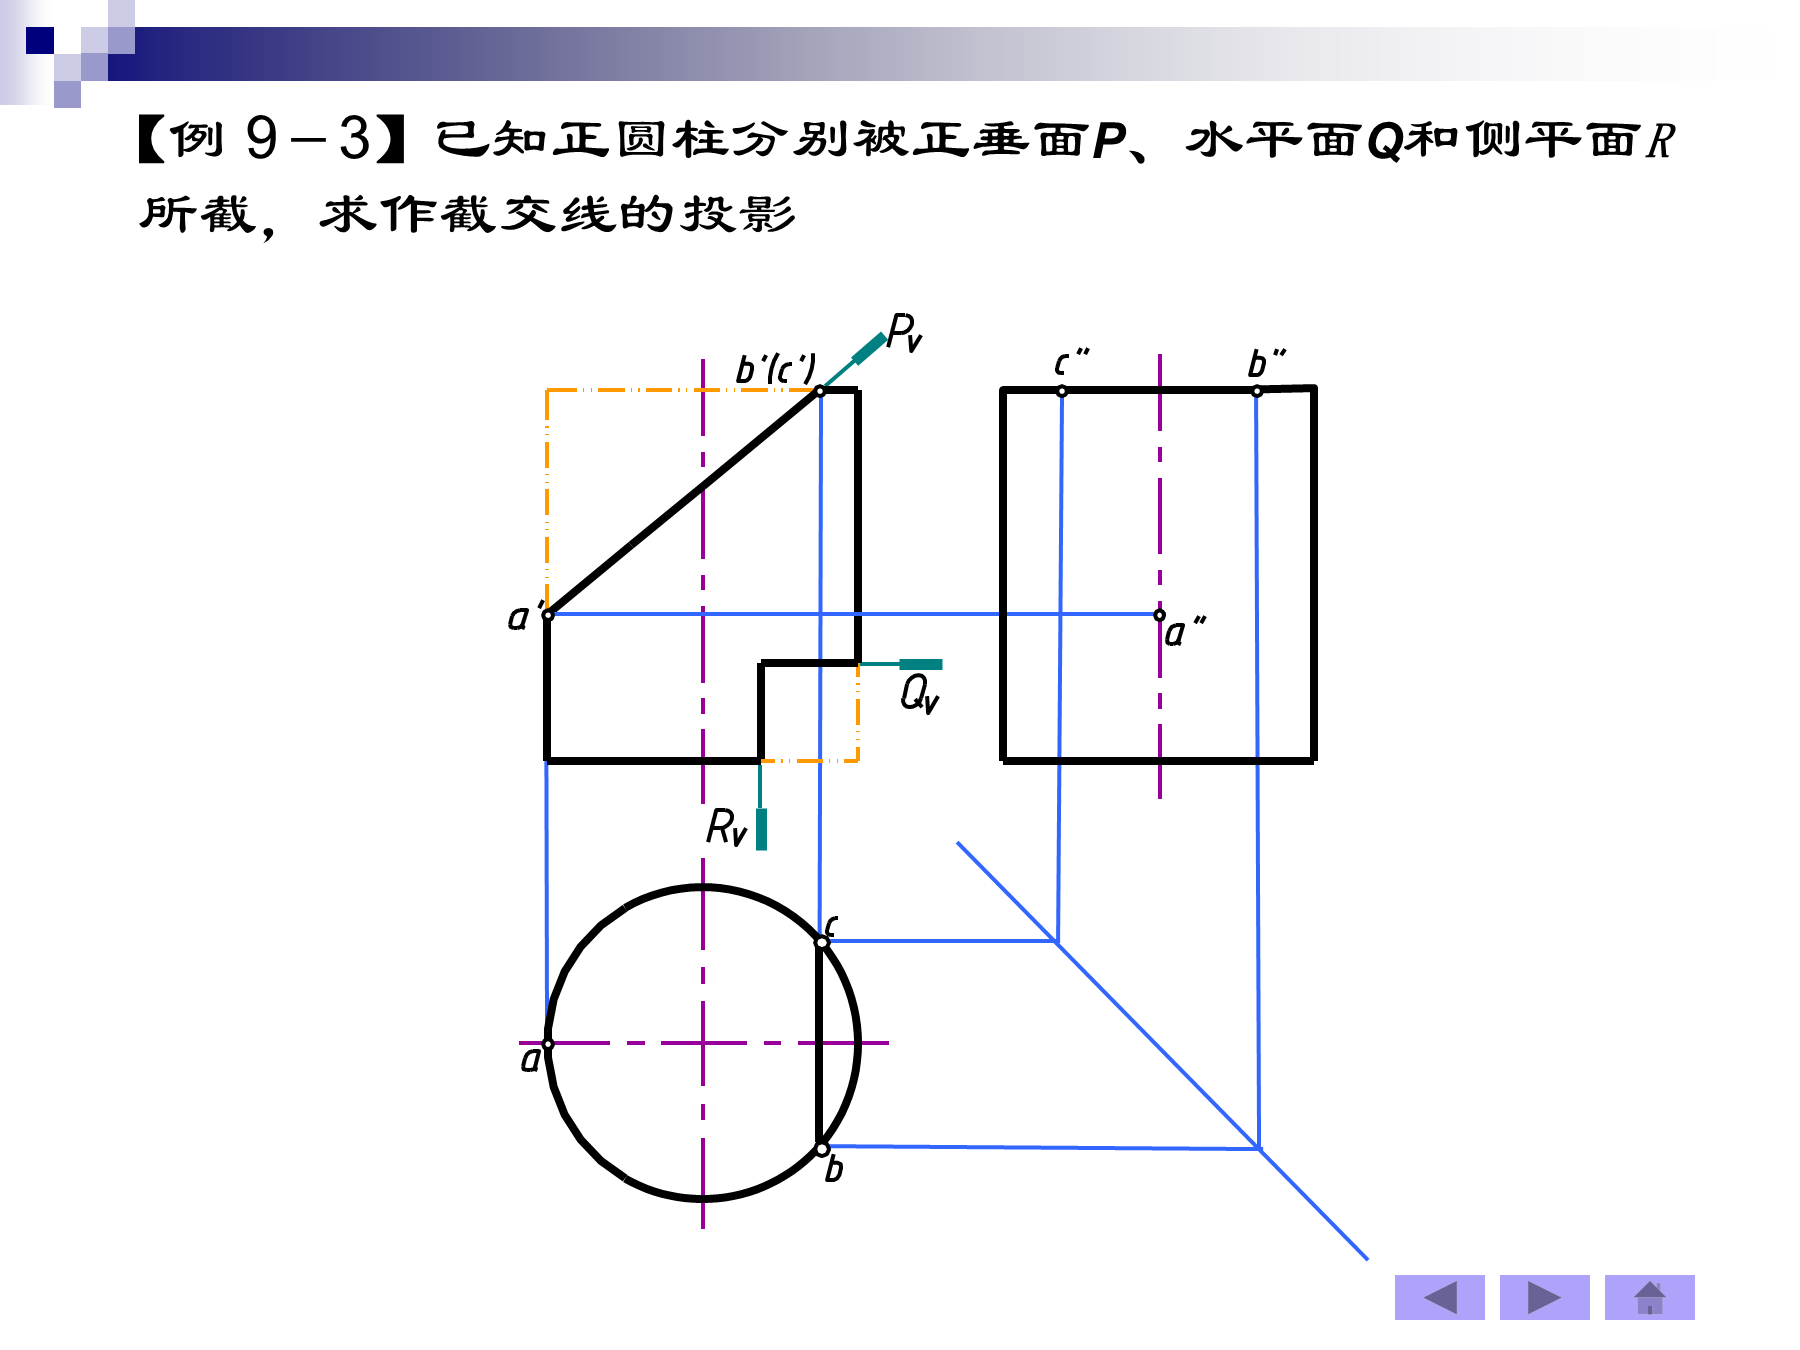 【例 9－3】已知正圆柱分别被正垂面P、水平面Q和侧平面R
所截，求作截交线的投影
PV
b'(c')
c"
b"
a'
a"
QV
RV
c
a
b